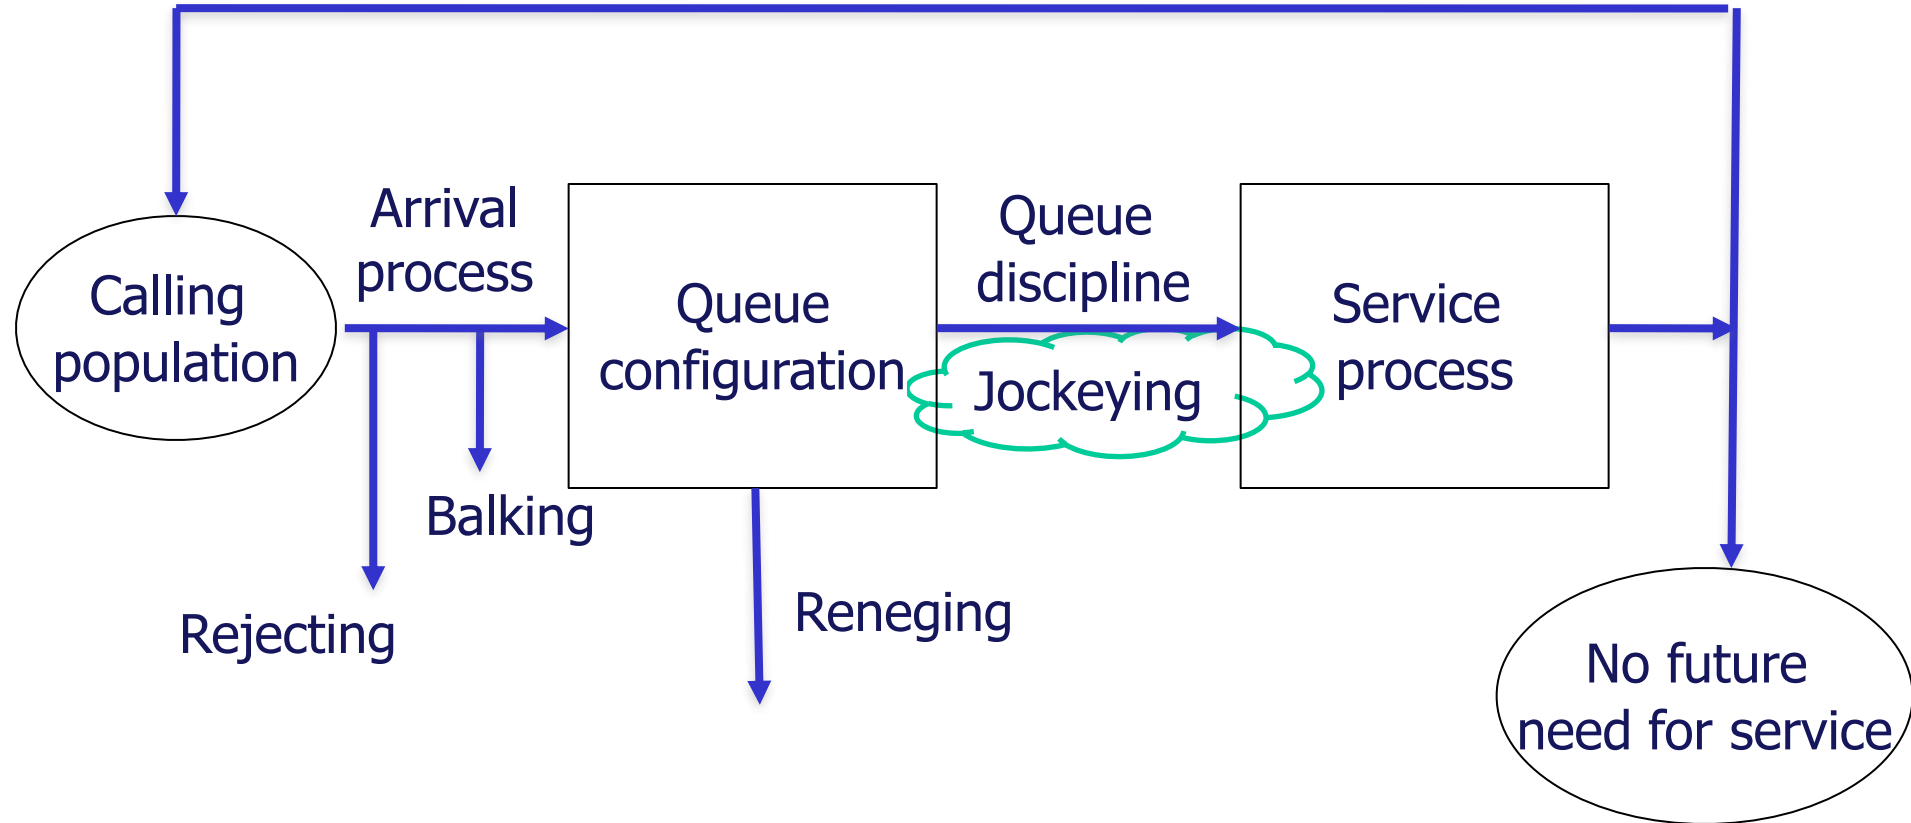 Arrival
process
Calling
population
Queue
configuration
Queue
discipline
Jockeying
Service
process
Balking
Rejecting
Reneging
No future
need for service